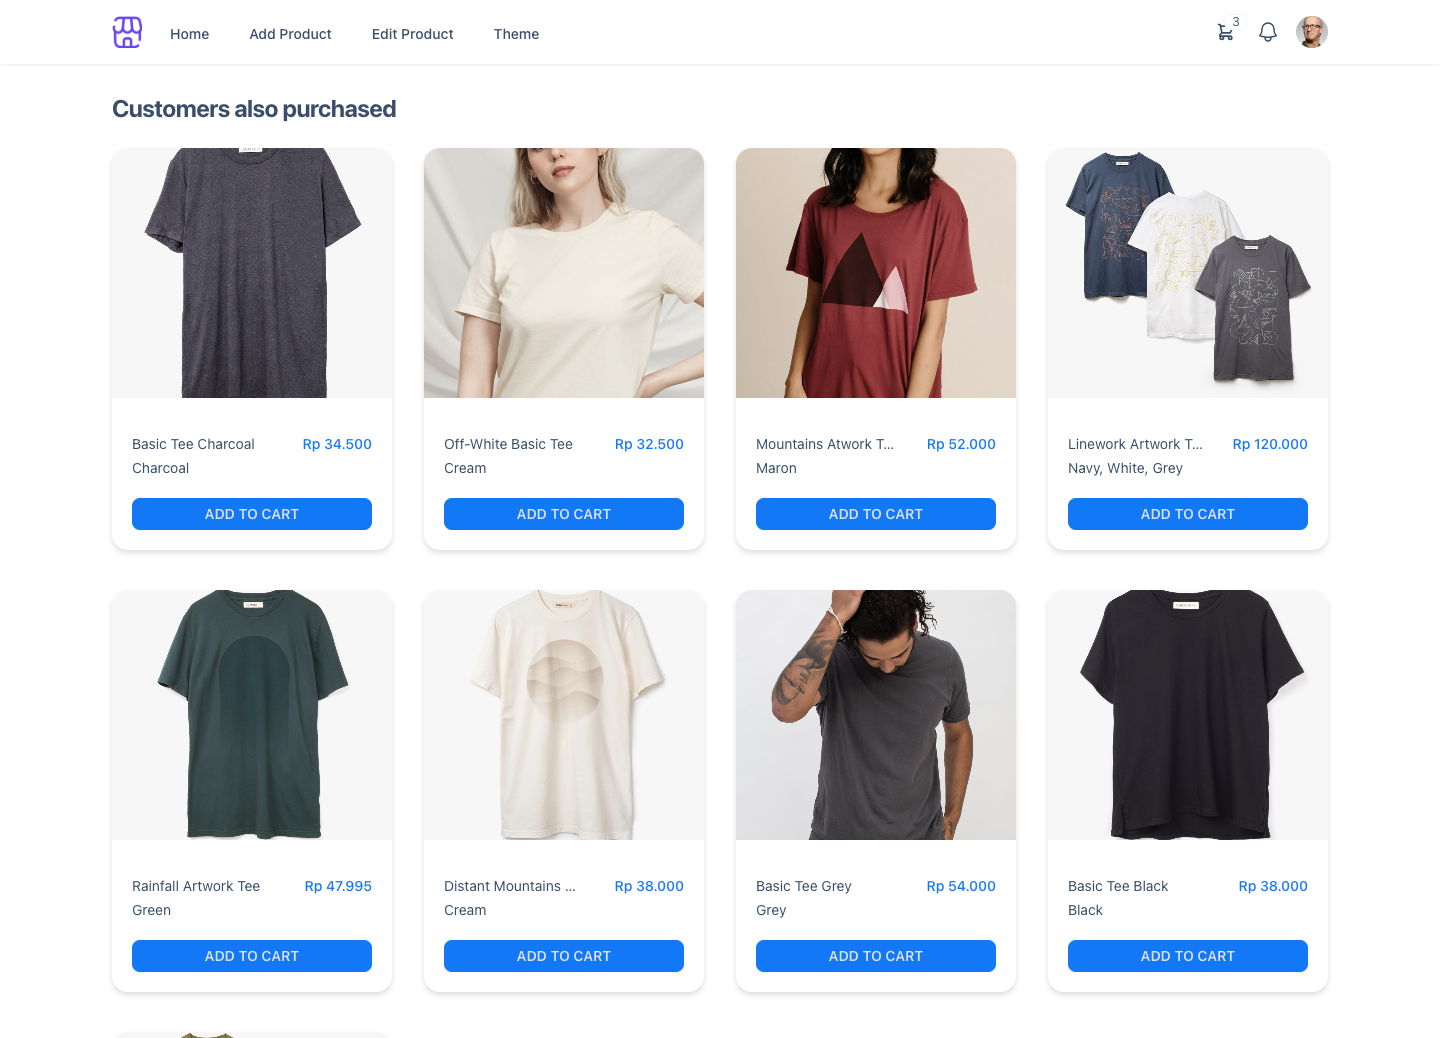 Home Add Product Edit Product Theme 3
Customers also purchased
Basic Tee Charcoal Rp 34.500
Charcoal
ADD TO CART
Off-White Basic Tee Rp 32.500
Cream
ADD TO CART
Mountains Atwork T... Rp 52.000
Maron
ADD TO CART
Linework Artwork T... Rp 120.000
Navy, White, Grey
ADD TO CART
Rainfall Artwork Tee Rp 47.995
Green
ADD TO CART
Distant Mountains ... Rp 38.000
Cream
ADD TO CART
Basic Tee Grey Rp 54.000
Grey
ADD TO CART
Basic Tee Black Rp 38.000
Black
ADD TO CART